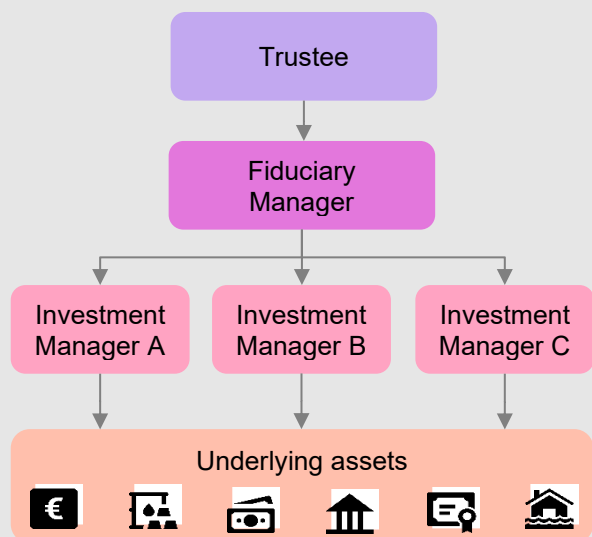 Trustee
Fiduciary
Manager
Investment
Manager A
Investment
Manager B
Investment
Manager C
Underlying assets
€